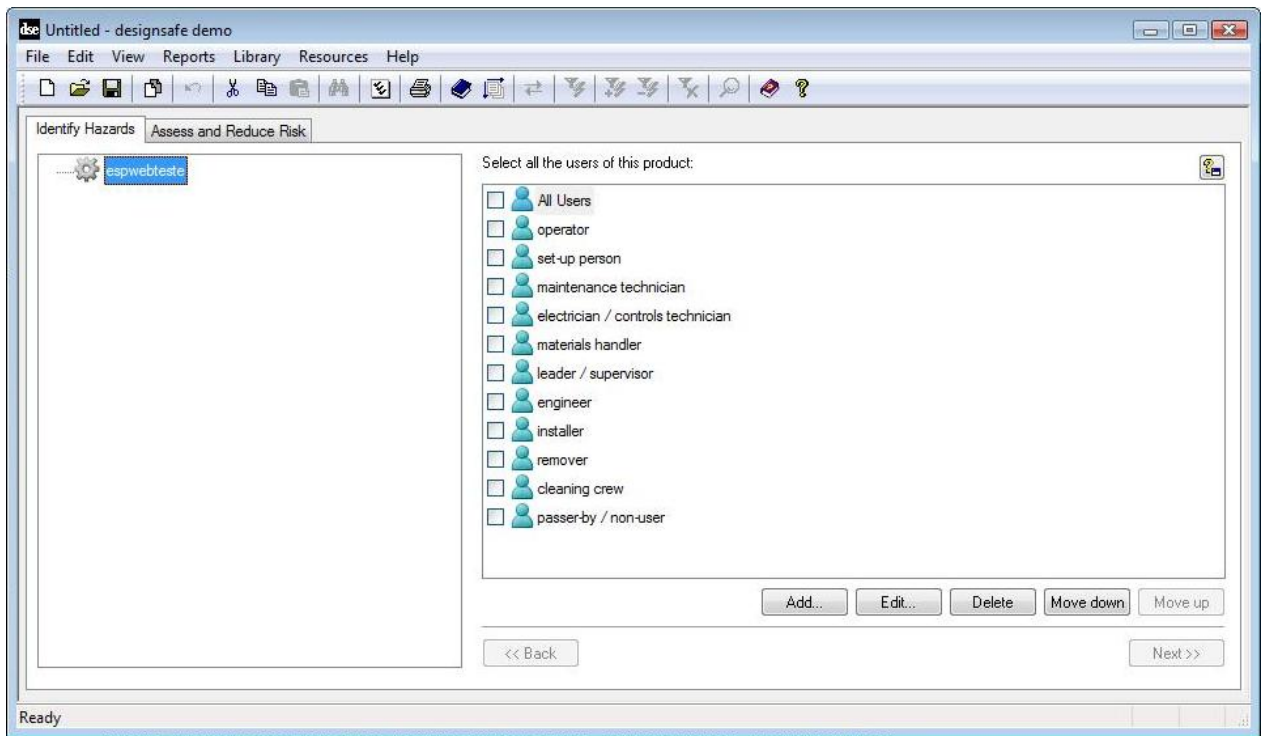 dse Untitled - designsafe demo
File Edit View Reports Library Resources Help
Identify Hazards Assess and Reduce Risk
espwebteste
Select all the users of this product:
All Users
operator
set-up person
maintenance technician
electrician / controls technician
materials handler
leader / supervisor
engineer
installer
remover
cleaning crew
passer-by / non-user
Add... Edit... Delete Move down Move up
<< Back Next >>
Ready